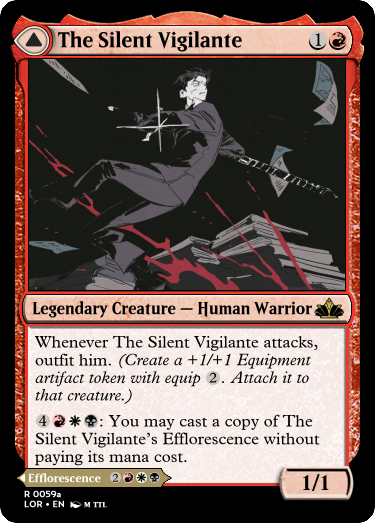 The Silent Vigilante 1
Legendary Creature — Human Warrior
Whenever The Silent Vigilante attacks,
outfit him. (Create a +1/+1 Equipment
artifact token with equip 2. Attach it to
that creature.)
4: You may cast a copy of The
Silent Vigilante's Efflorescence without
paying its mana cost.
Efflorescence 2
1/1
R 0059a
LOR • EN M TTL